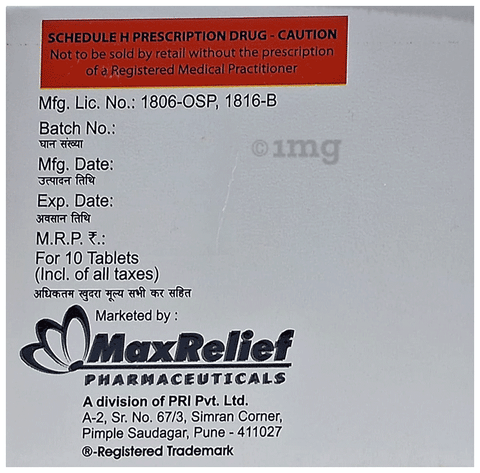 SCHEDULE H PRESCRIPTION DRUG - CAUTION
Not to be sold by retail without the prescription
of a Registered Medical Practitioner
Mfg. Lic. No.: 1806-OSP, 1816-B
Batch No.:
घान संख्या
©1mg
Mfg. Date:
उत्पादन तिथि
Exp. Date:
अवसान तिथि
M.R.P. ₹.:
For 10 Tablets
(Incl. of all taxes)
अधिकतम खुदरा मूल्य सभी कर सहित
Marketed by :
MaxRelief
PHARMACEUTICALS
A division of PRI Pvt. Ltd.
A-2, Sr. No. 67/3, Simran Corner,
Pimple Saudagar, Pune - 411027
®-Registered Trademark